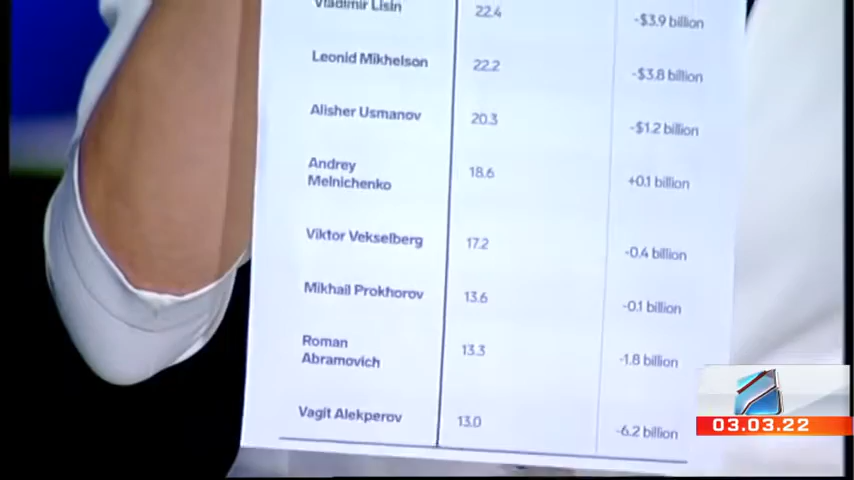 Vladimir Lisin 22.4 -$3.9 billion
Leonid Mikhelson 22.2 -$3.8 billion
Alisher Usmanov 20.3 -$1.2 billion
Andrey
Melnichenko 18.6 +0.1 billion
Viktor Vekselberg 17.2 -0.4 billion
Mikhail Prokhorov 13.6 -0.1 billion
Roman
Abramovich 13.3 -1.8 billion
Vagit Alekperov 13.0 -6.2 billion
03.03.22